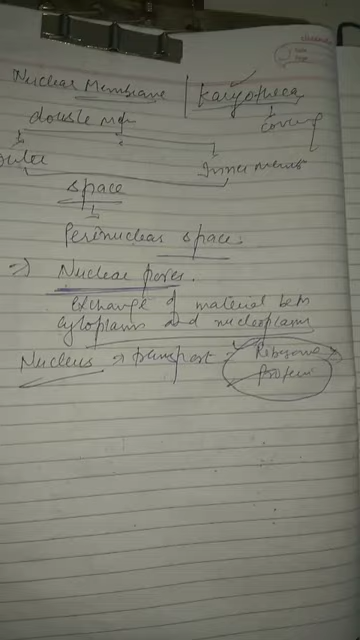 Nuclear Membrane | Karyotheca
double mem
covering
outer
Inner memb
space
Perinuclear space.
=> Nuclear pores.
Exchange of material betn
cytoplasm and nucleoplasm
Nucleus → transport → Ribosome
Protein